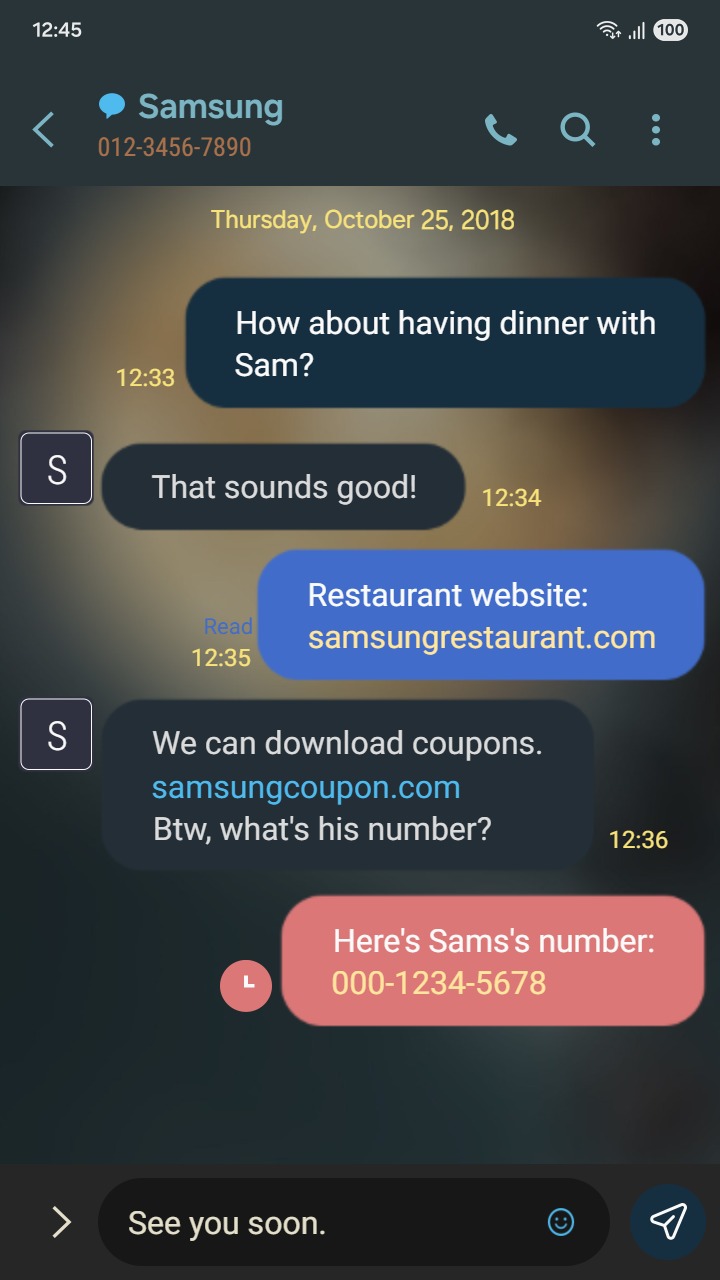 12:45
100
Samsung
012-3456-7890
Thursday, October 25, 2018
How about having dinner with
Sam?
12:33
S
That sounds good!
12:34
Restaurant website:
samsungrestaurant.com
Read
12:35
S
We can download coupons.
samsungcoupon.com
Btw, what's his number?
12:36
Here's Sams's number:
000-1234-5678
See you soon.